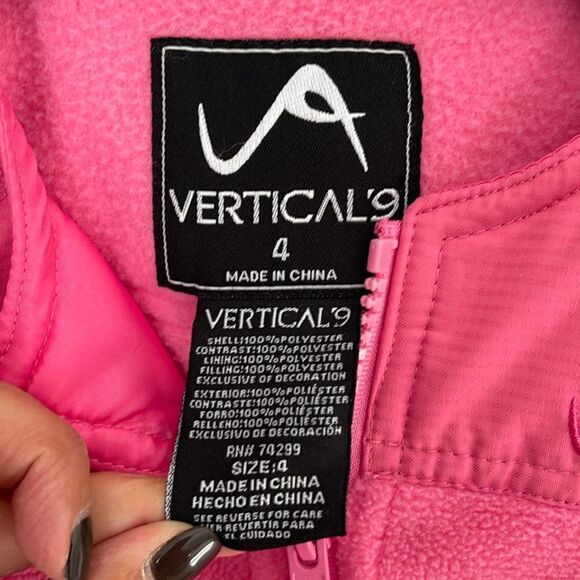 VERTICAL'9
4
MADE IN CHINA
VERTICAL'9
SHELL:100%POLYESTER
CONTRAST:100%POLYESTER
LINING:100%POLYESTER
FILLING:100%POLYESTER
EXCLUSIVE OF DECORATION
EXTERIOR:100%POLIÉSTER
CONTRASTE:100%POLIÉSTER
FORRO:100%POLIÉSTER
RELLENO:100%POLIÉSTER
EXCLUSIVO DE DECORACIÓN
RN# 74299
SIZE:4
MADE IN CHINA
HECHO EN CHINA
SEE REVERSE FOR CARE
VER REVERTIR PARA
EL CUIDADO